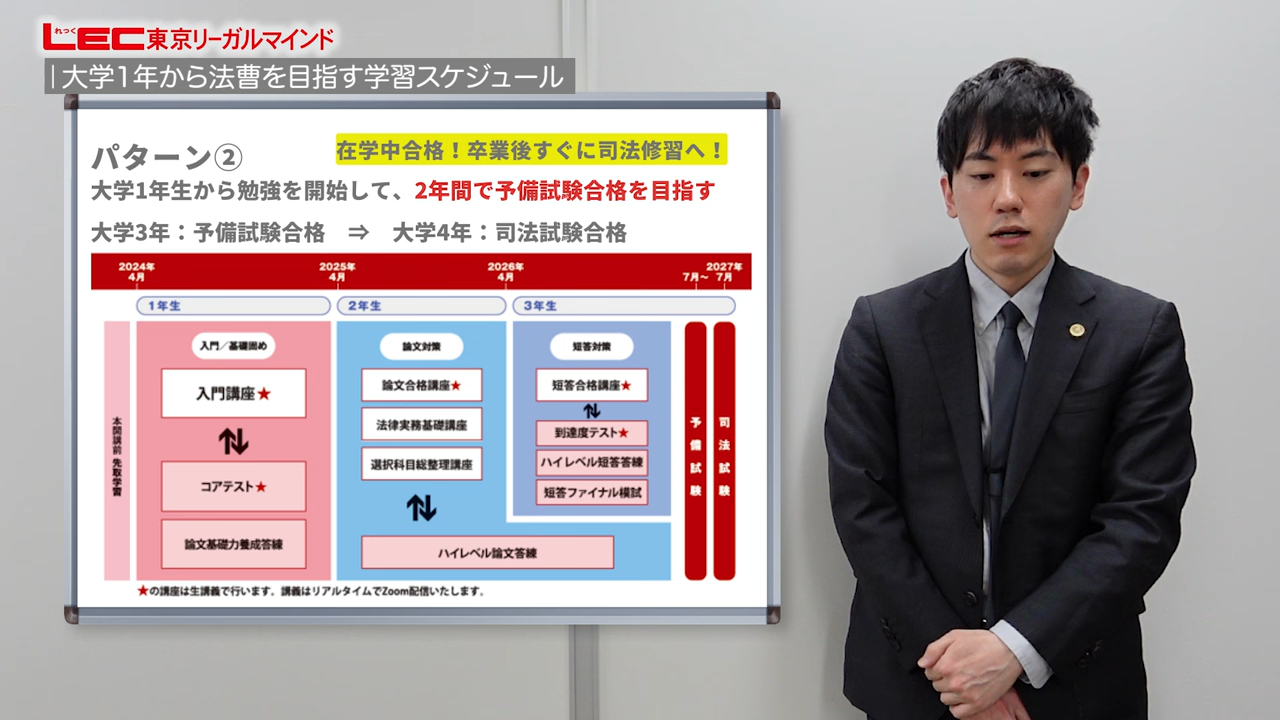 れっく
LEC東京リーガルマインド
大学1年から法曹を目指す学習スケジュール
パターン②
在学中合格！卒業後すぐに司法修習へ！
大学1年生から勉強を開始して、2年間で予備試験合格を目指す
大学3年：予備試験合格 ⇒ 大学4年：司法試験合格
2024年
4月
2025年
4月
2026年
4月
7月〜
2027年
7月
1年生
2年生
3年生
本開講前 先取学習
入門／基礎固め
入門講座★
コアテスト★
論文基礎力養成答練
論文対策
論文合格講座★
法律実務基礎講座
選択科目総整理講座
ハイレベル論文答練
短答対策
短答合格講座★
到達度テスト★
ハイレベル短答答練
短答ファイナル模試
予備試験
司法試験
★の講座は生講義で行います。講義はリアルタイムでZoom配信いたします。